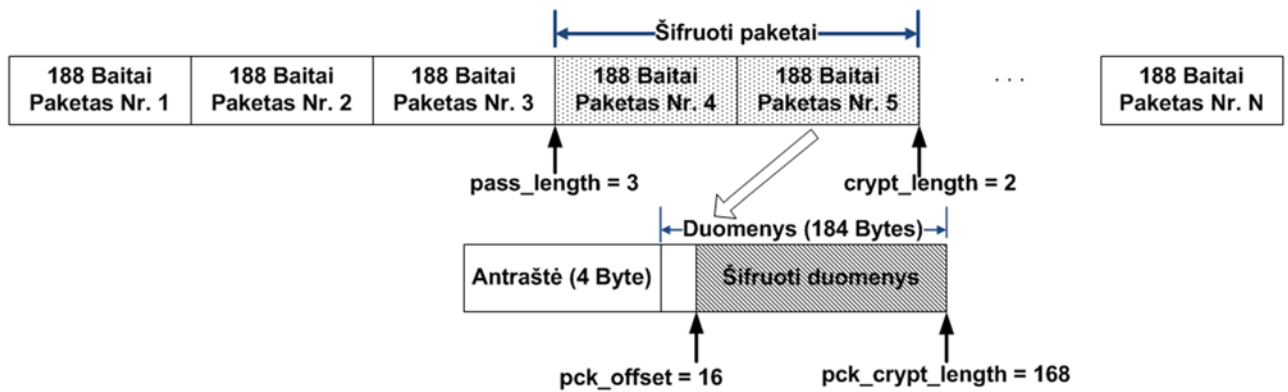 Šifruoti paketai
188 Baitai
Paketas Nr. 1
188 Baitai
Paketas Nr. 2
188 Baitai
Paketas Nr. 3
188 Baitai
Paketas Nr. 4
188 Baitai
Paketas Nr. 5
. . .
188 Baitai
Paketas Nr. N
pass_length = 3
crypt_length = 2
Duomenys (184 Bytes)
Antraštė (4 Byte)
Šifruoti duomenys
pck_offset = 16
pck_crypt_length = 168